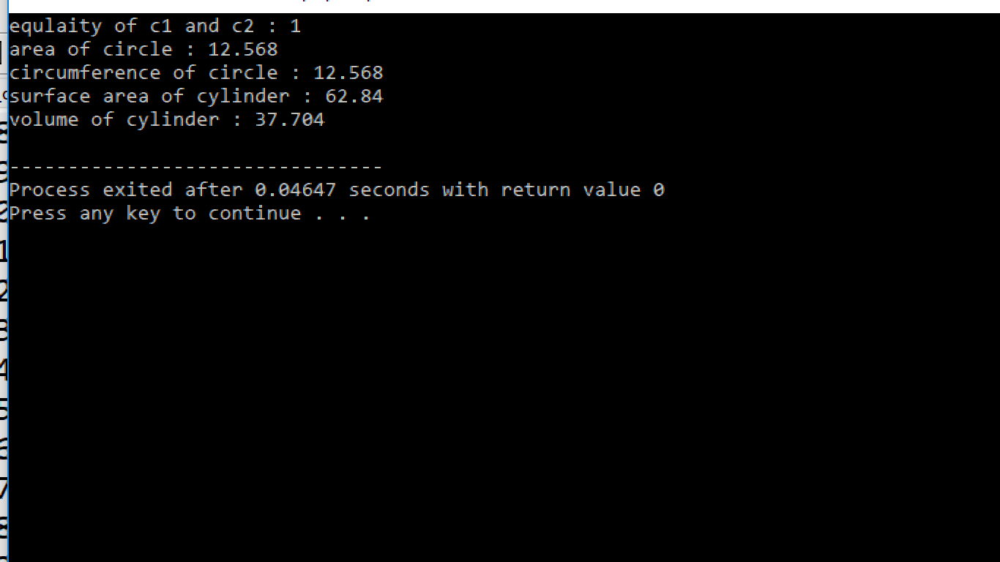 equlaity of c1 and c2 : 1
area of circle : 12.568
circumference of circle : 12.568
surface area of cylinder : 62.84
volume of cylinder : 37.704
--------------------------------
Process exited after 0.04647 seconds with return value 0
Press any key to continue . . .